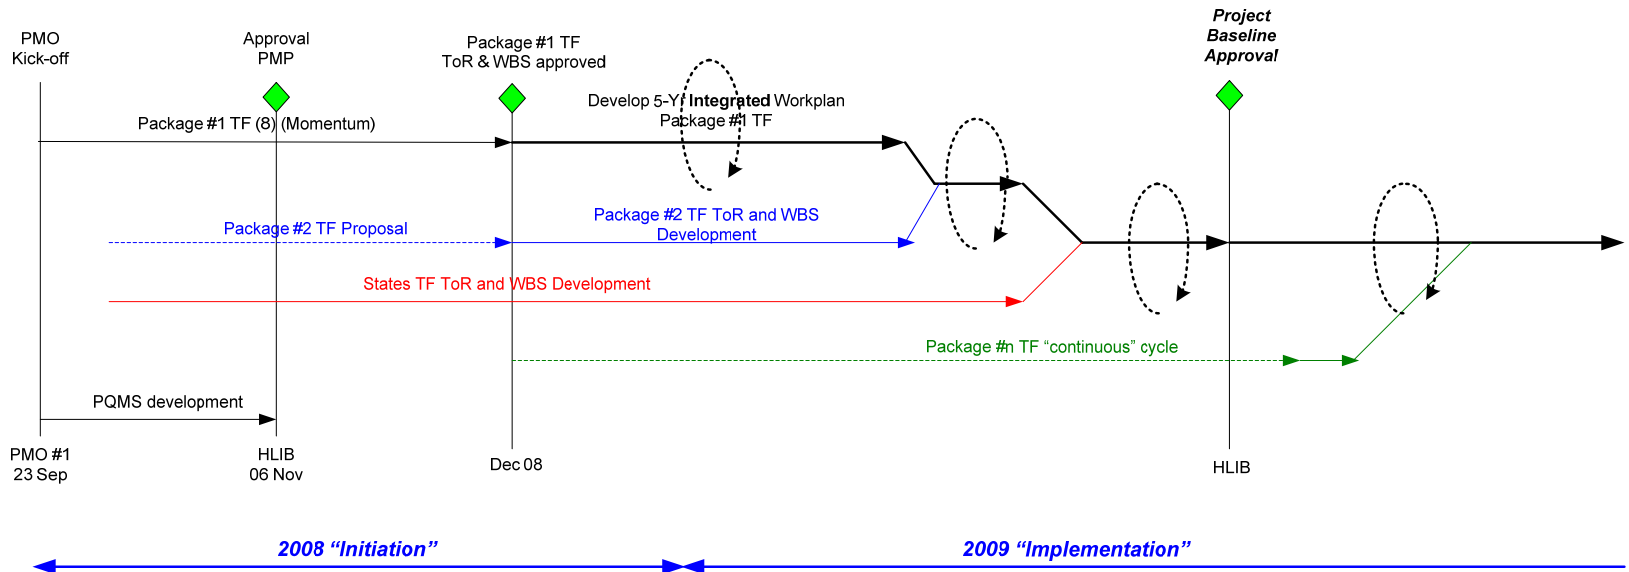 PMO
Kick-off
Approval
PMP
Package #1 TF
ToR & WBS approved
Project
Baseline
Approval
Develop 5-Yr Integrated Workplan
Package #1 TF
Package #1 TF (8) (Momentum)
Package #2 TF Proposal
Package #2 TF ToR and WBS
Development
States TF ToR and WBS Development
Package #n TF “continuous” cycle
PQMS development
PMO #1
23 Sep
HLIB
06 Nov
Dec 08
HLIB
2008 “Initiation”
2009 “Implementation”